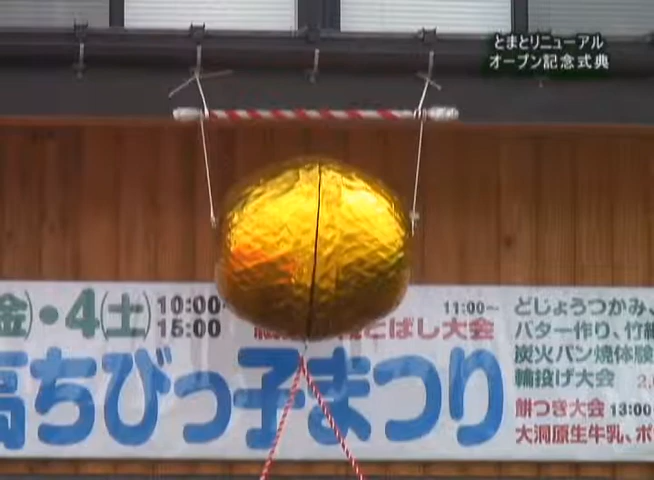 とまとリニューアル
オープン記念式典
金)・4(土)
10:00~
15:00
11:00~
とばし大会
ちびっ子まつり
どじょうつかみ、
バター作り、竹細
炭火パン焼体験
輪投げ大会
餅つき大会 13:00
大洞原生牛乳、ポ